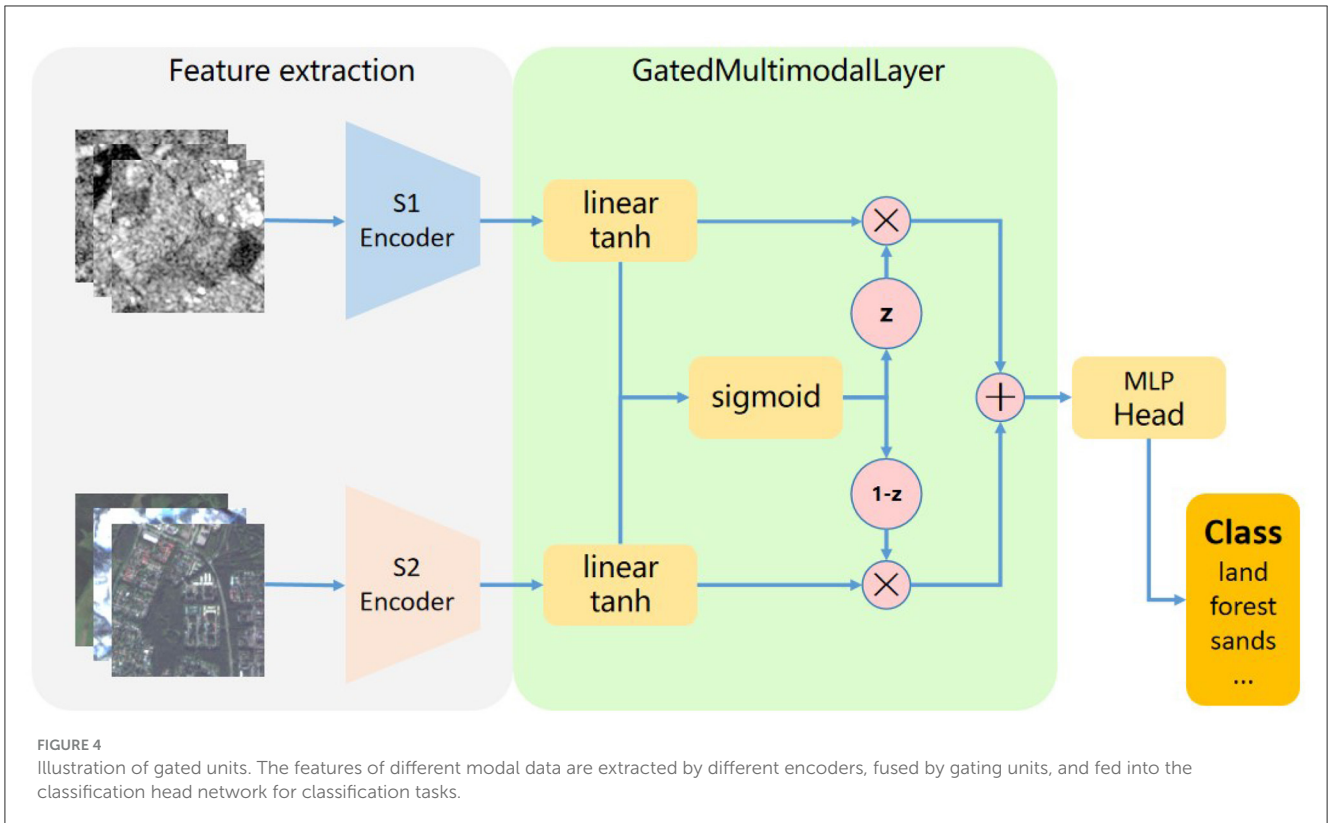 Feature extraction
GatedMultimodalLayer
S1
Encoder
linear
tanh
×
z
sigmoid
+
MLP
Head
1-z
S2
Encoder
linear
tanh
×
Class
land
forest
sands
...
FIGURE 4
Illustration of gated units. The features of different modal data are extracted by different encoders, fused by gating units, and fed into the
classification head network for classification tasks.